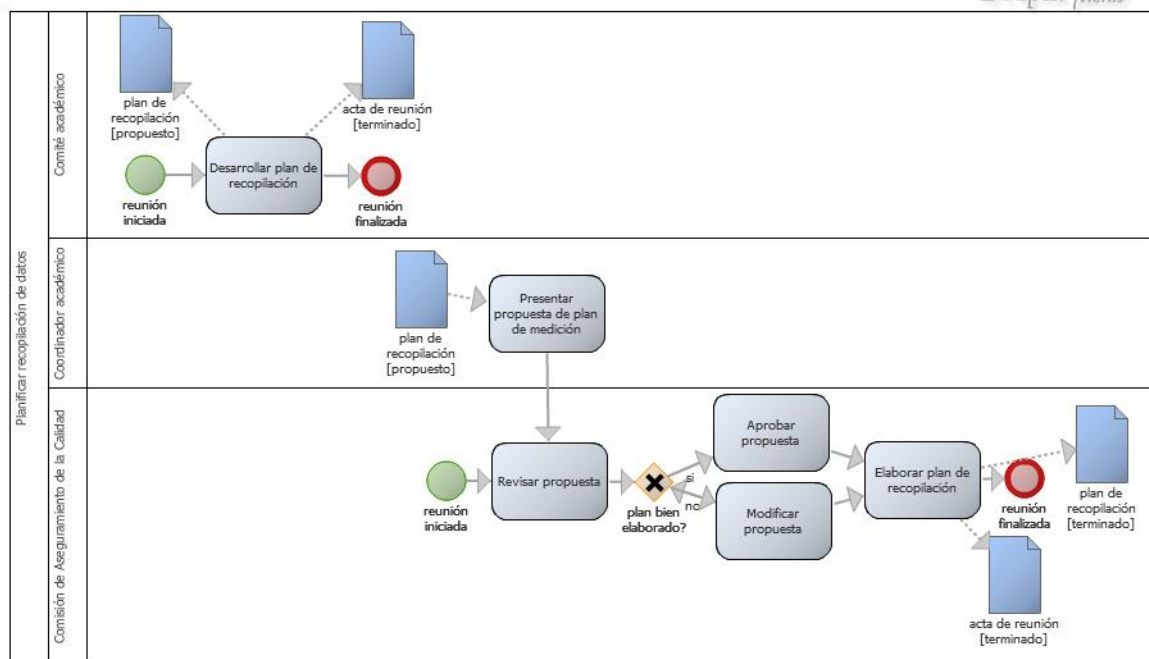 Planificar recopilación de datos
Comité académico
plan de
recopilación
[propuesto]
acta de reunión
[terminado]
Desarrollar plan de
recopilación
reunión
iniciada
reunión
finalizada
Coordinador académico
plan de
recopilación
[propuesto]
Presentar
propuesta de plan
de medición
Comisión de Aseguramiento de la Calidad
reunión
iniciada
Revisar propuesta
plan bien
elaborado?
si
no
Aprobar
propuesta
Modificar
propuesta
Elaborar plan de
recopilación
reunión
finalizada
plan de
recopilación
[terminado]
acta de reunión
[terminado]